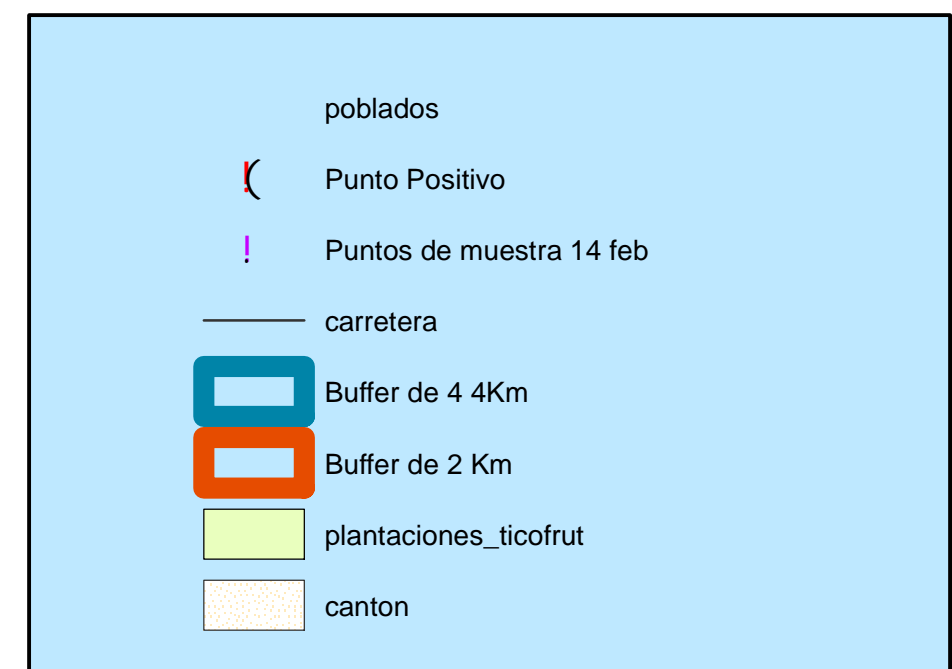 poblados
!( Punto Positivo
! Puntos de muestra 14 feb
carretera
Buffer de 4 4Km
Buffer de 2 Km
plantaciones_ticofrut
canton